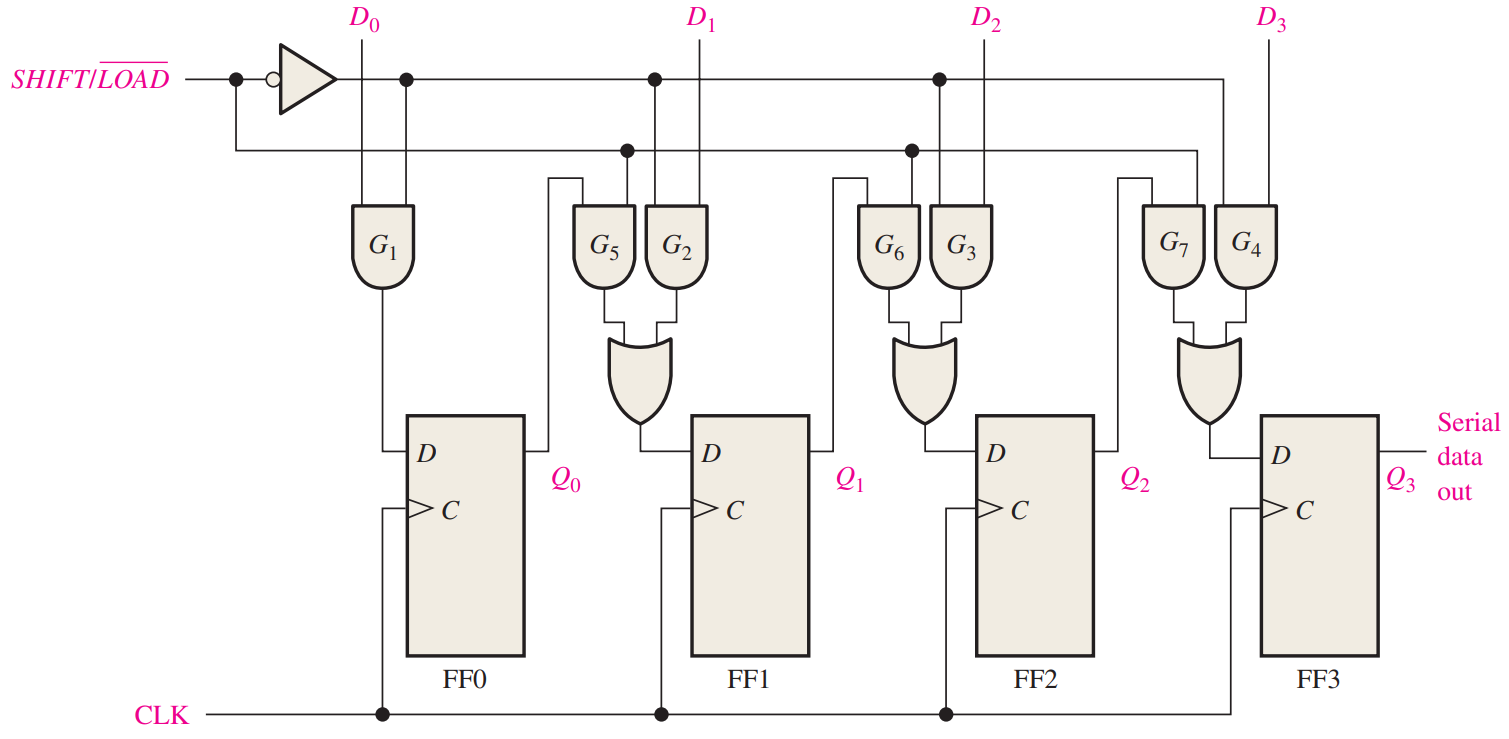 D0 D1 D2 D3
SHIFT/L̅O̅A̅D̅
G1 G5 G2 G6 G3 G7 G4
D D D D
Q0 Q1 Q2 Q3
Serial
data
out
C C C C
FF0 FF1 FF2 FF3
CLK